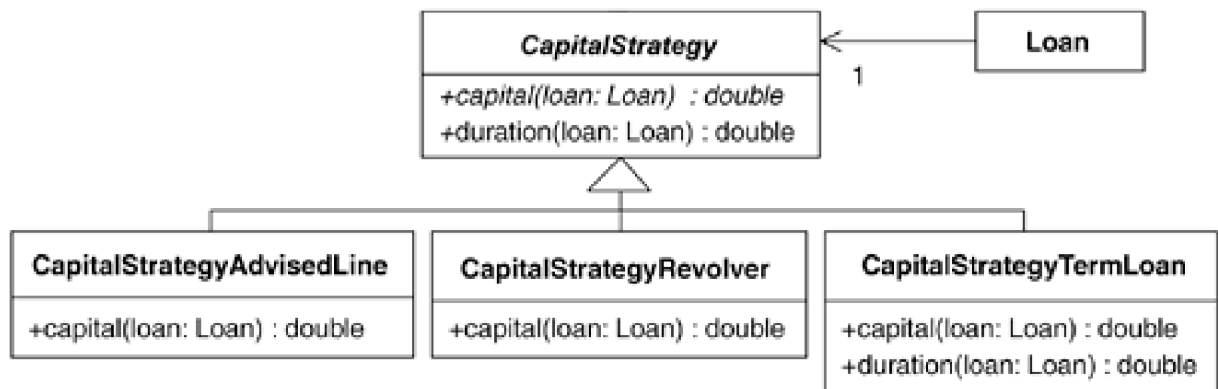 CapitalStrategy
Loan
1
+capital(loan: Loan) : double
+duration(loan: Loan) : double
CapitalStrategyAdvisedLine
+capital(loan: Loan) : double
CapitalStrategyRevolver
+capital(loan: Loan) : double
CapitalStrategyTermLoan
+capital(loan: Loan) : double
+duration(loan: Loan) : double